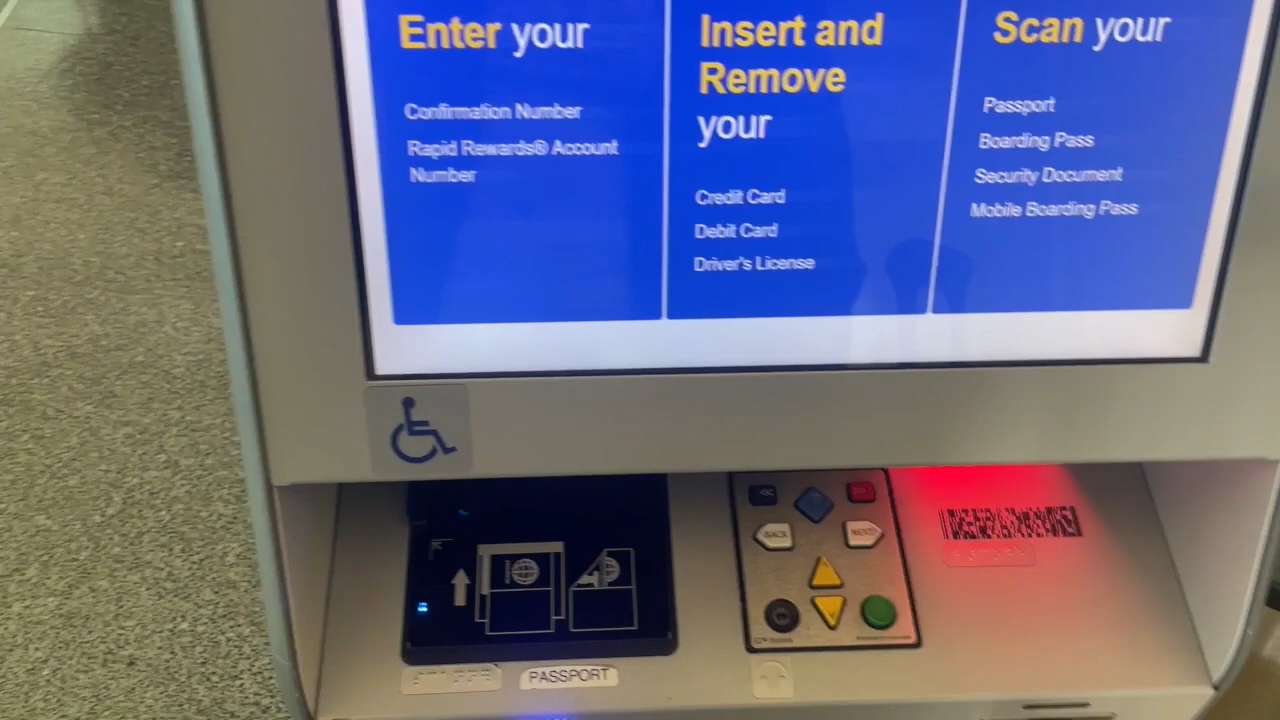 Enter your
Confirmation Number
Rapid Rewards® Account
Number
Insert and
Remove
your
Credit Card
Debit Card
Driver's License
Scan your
Passport
Boarding Pass
Security Document
Mobile Boarding Pass
<<
BACK
NEXT
PASSPORT